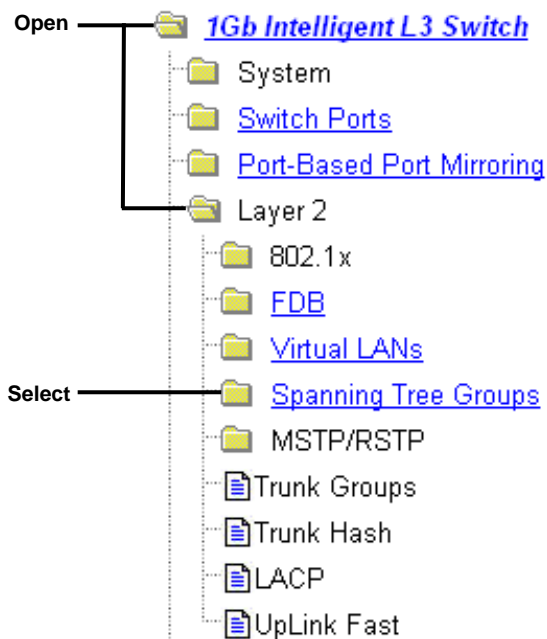 Open
1Gb Intelligent L3 Switch
System
Switch Ports
Port-Based Port Mirroring
Layer 2
802.1x
FDB
Virtual LANs
Select
Spanning Tree Groups
MSTP/RSTP
Trunk Groups
Trunk Hash
LACP
UpLink Fast